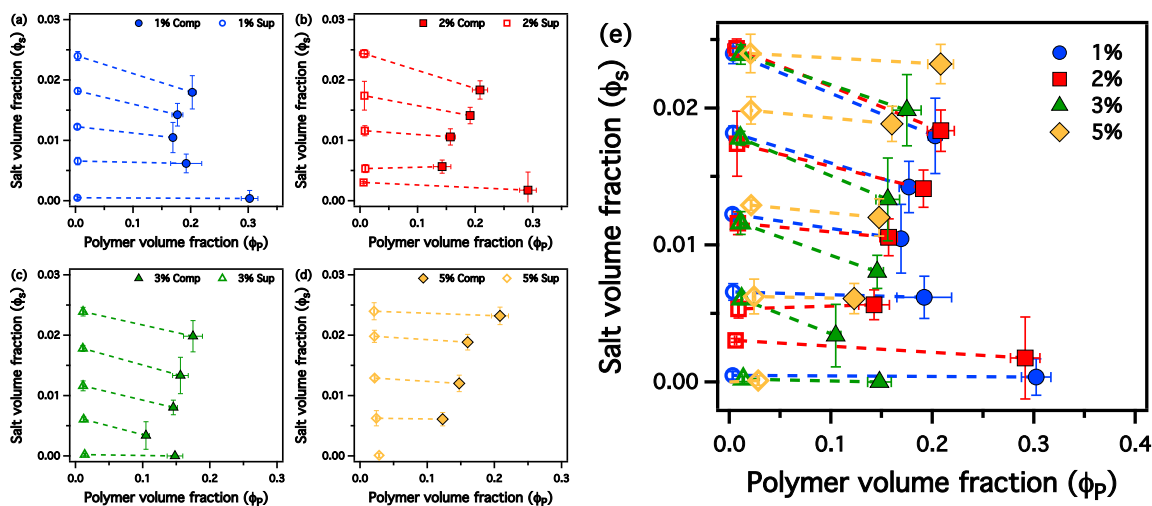 (a)
1% Comp 1% Sup
Salt volume fraction (ϕS)
0.03
0.02
0.01
0.00
0.0 0.1 0.2 0.3
Polymer volume fraction (ϕP)
(b)
2% Comp 2% Sup
Salt volume fraction (ϕS)
0.03
0.02
0.01
0.00
0.0 0.1 0.2 0.3
Polymer volume fraction (ϕP)
(c)
3% Comp 3% Sup
Salt volume fraction (ϕS)
0.03
0.02
0.01
0.00
0.0 0.1 0.2 0.3
Polymer volume fraction (ϕP)
(d)
5% Comp 5% Sup
Salt volume fraction (ϕS)
0.03
0.02
0.01
0.00
0.0 0.1 0.2 0.3
Polymer volume fraction (ϕP)
(e)
1%
2%
3%
5%
Salt volume fraction (ϕS)
0.02
0.01
0.00
0.0 0.1 0.2 0.3 0.4
Polymer volume fraction (ϕP)